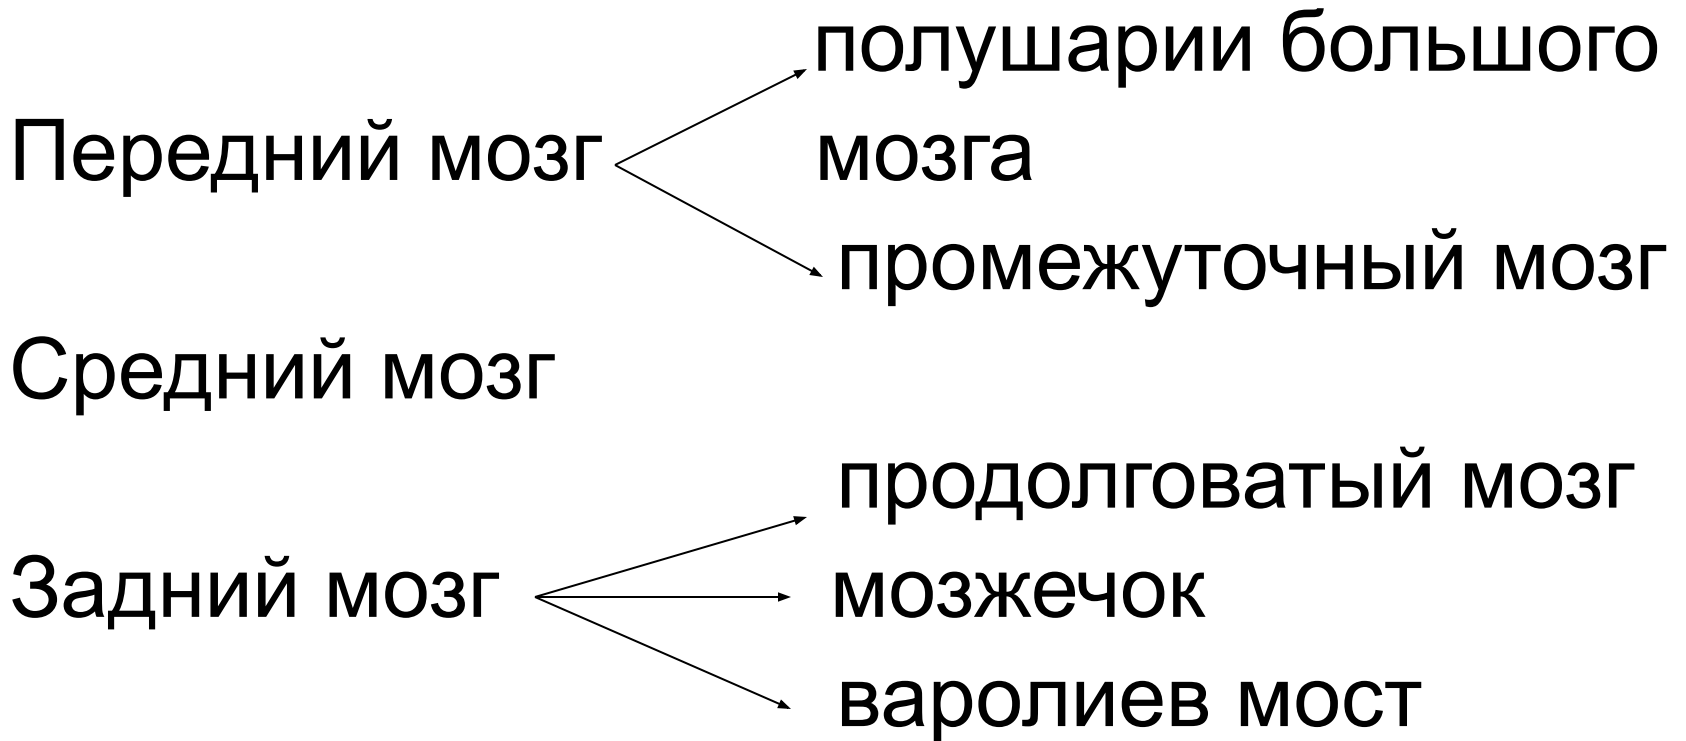 полушарии большого
Передний мозг мозга
промежуточный мозг
Средний мозг
продолговатый мозг
Задний мозг мозжечок
варолиев мост